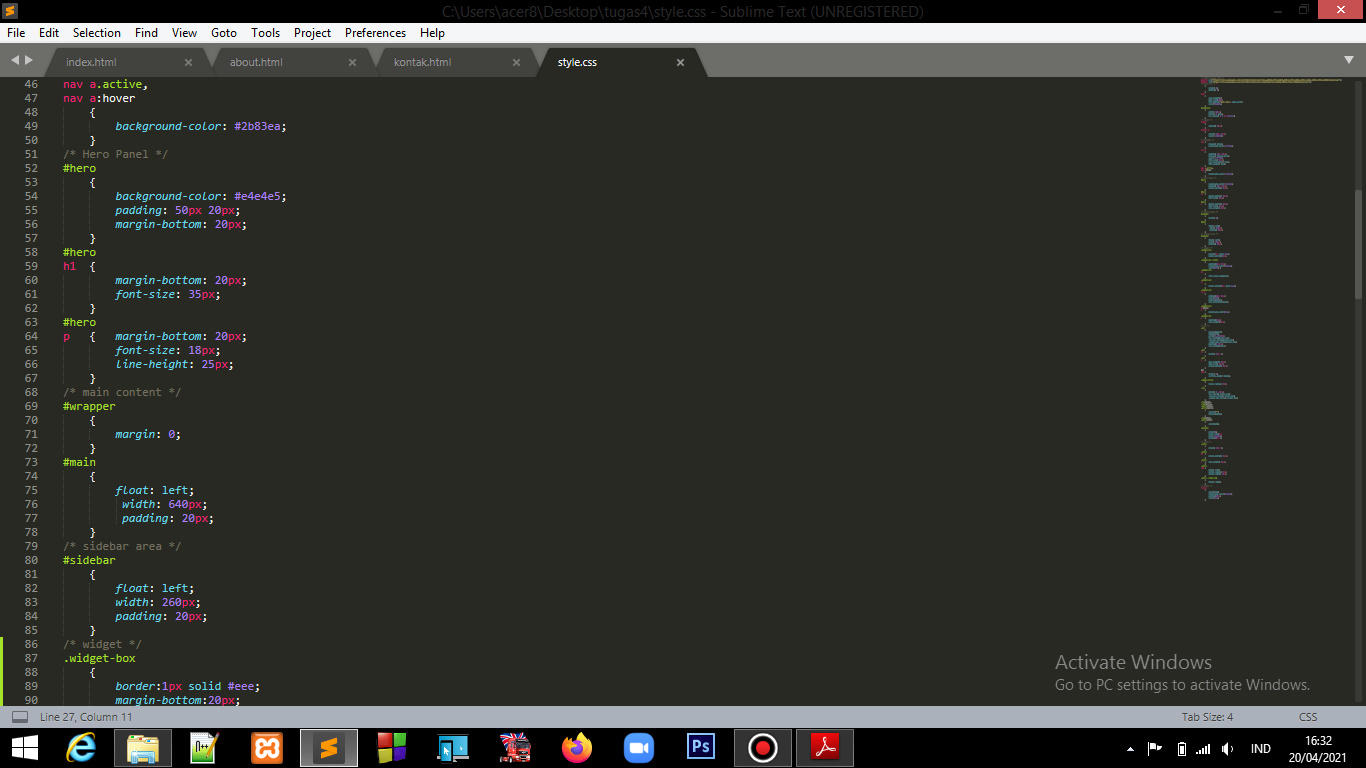 C:\Users\acer8\Desktop\tugas4\style.css - Sublime Text (UNREGISTERED)
File Edit Selection Find View Goto Tools Project Preferences Help
index.html about.html kontak.html style.css
46 nav a.active,
47 nav a:hover
48 {
49 background-color: #2b83ea;
50 }
51 /* Hero Panel */
52 #hero
53 {
54 background-color: #e4e4e5;
55 padding: 50px 20px;
56 margin-bottom: 20px;
57 }
58 #hero
59 h1 {
60 margin-bottom: 20px;
61 font-size: 35px;
62 }
63 #hero
64 p { margin-bottom: 20px;
65 font-size: 18px;
66 line-height: 25px;
67 }
68 /* main content */
69 #wrapper
70 {
71 margin: 0;
72 }
73 #main
74 {
75 float: left;
76 width: 640px;
77 padding: 20px;
78 }
79 /* sidebar area */
80 #sidebar
81 {
82 float: left;
83 width: 260px;
84 padding: 20px;
85 }
86 /* widget */
87 .widget-box
88 {
89 border:1px solid #eee;
90 margin-bottom:20px;
Activate Windows
Go to PC settings to activate Windows.
Line 27, Column 11 Tab Size: 4 CSS
Ps
IND
16:32
20/04/2021